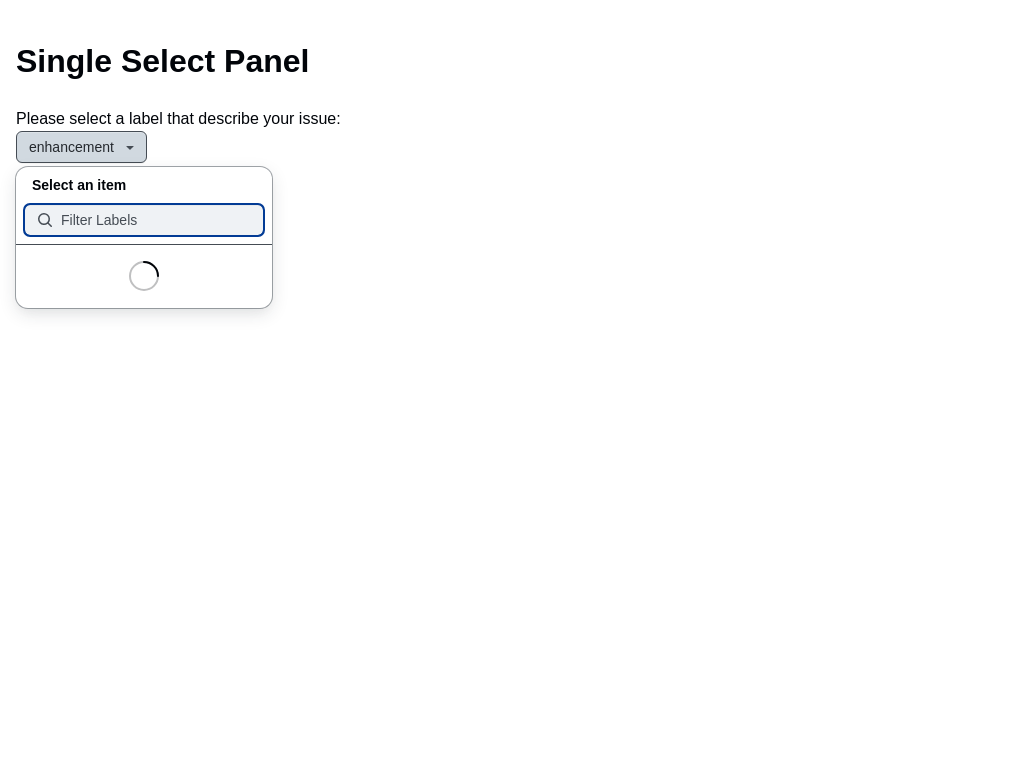 Single Select Panel
Please select a label that describe your issue:
enhancement
Select an item
Filter Labels